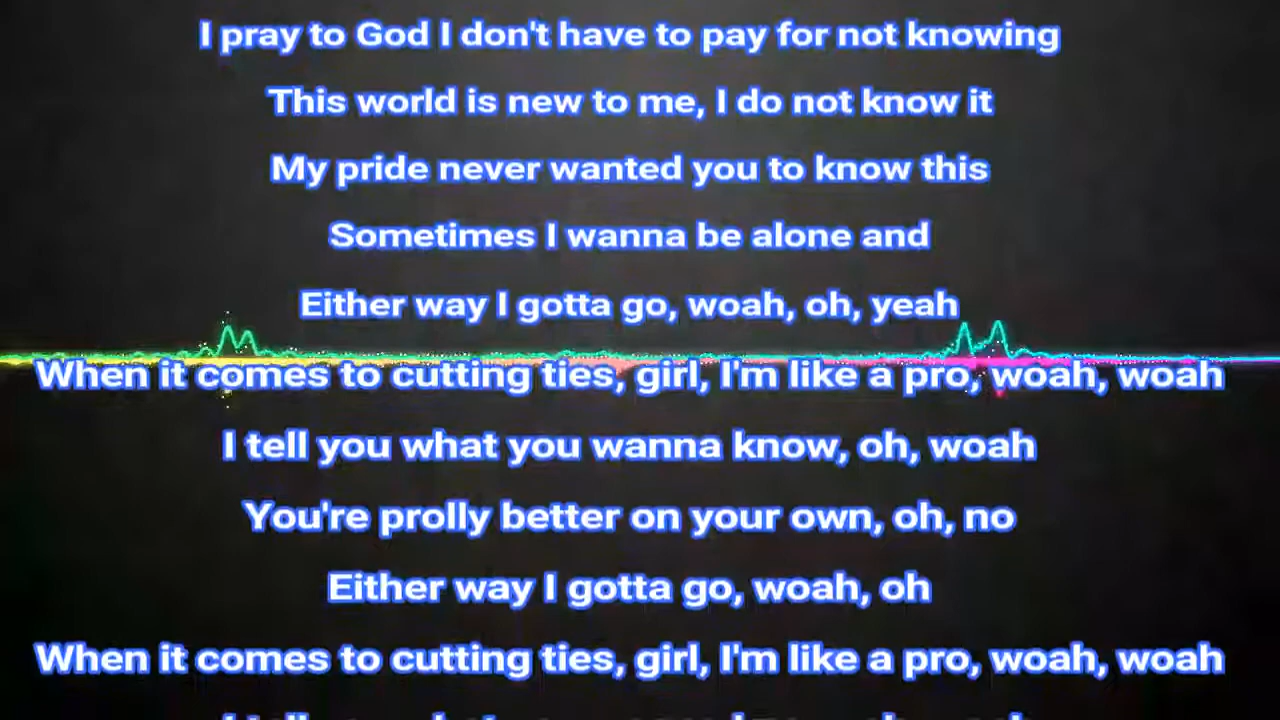 I pray to God I don't have to pay for not knowing
This world is new to me, I do not know it
My pride never wanted you to know this
Sometimes I wanna be alone and
Either way I gotta go, woah, oh, yeah
When it comes to cutting ties, girl, I'm like a pro, woah, woah
I tell you what you wanna know, oh, woah
You're prolly better on your own, oh, no
Either way I gotta go, woah, oh
When it comes to cutting ties, girl, I'm like a pro, woah, woah